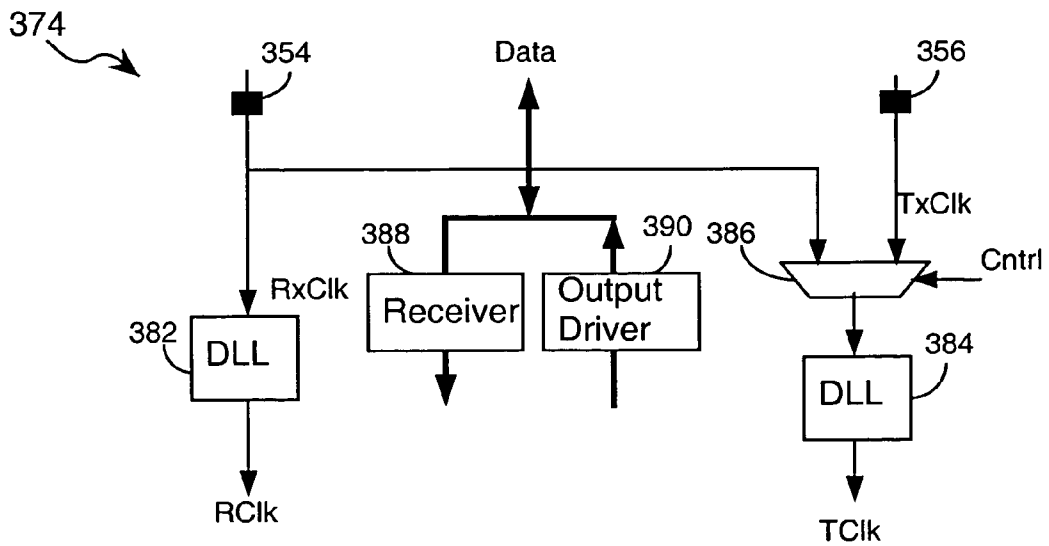 374
354
Data
356
TxClk
388
390
386
Cntrl
RxClk
Receiver
Output
Driver
382
DLL
384
DLL
RClk
TClk